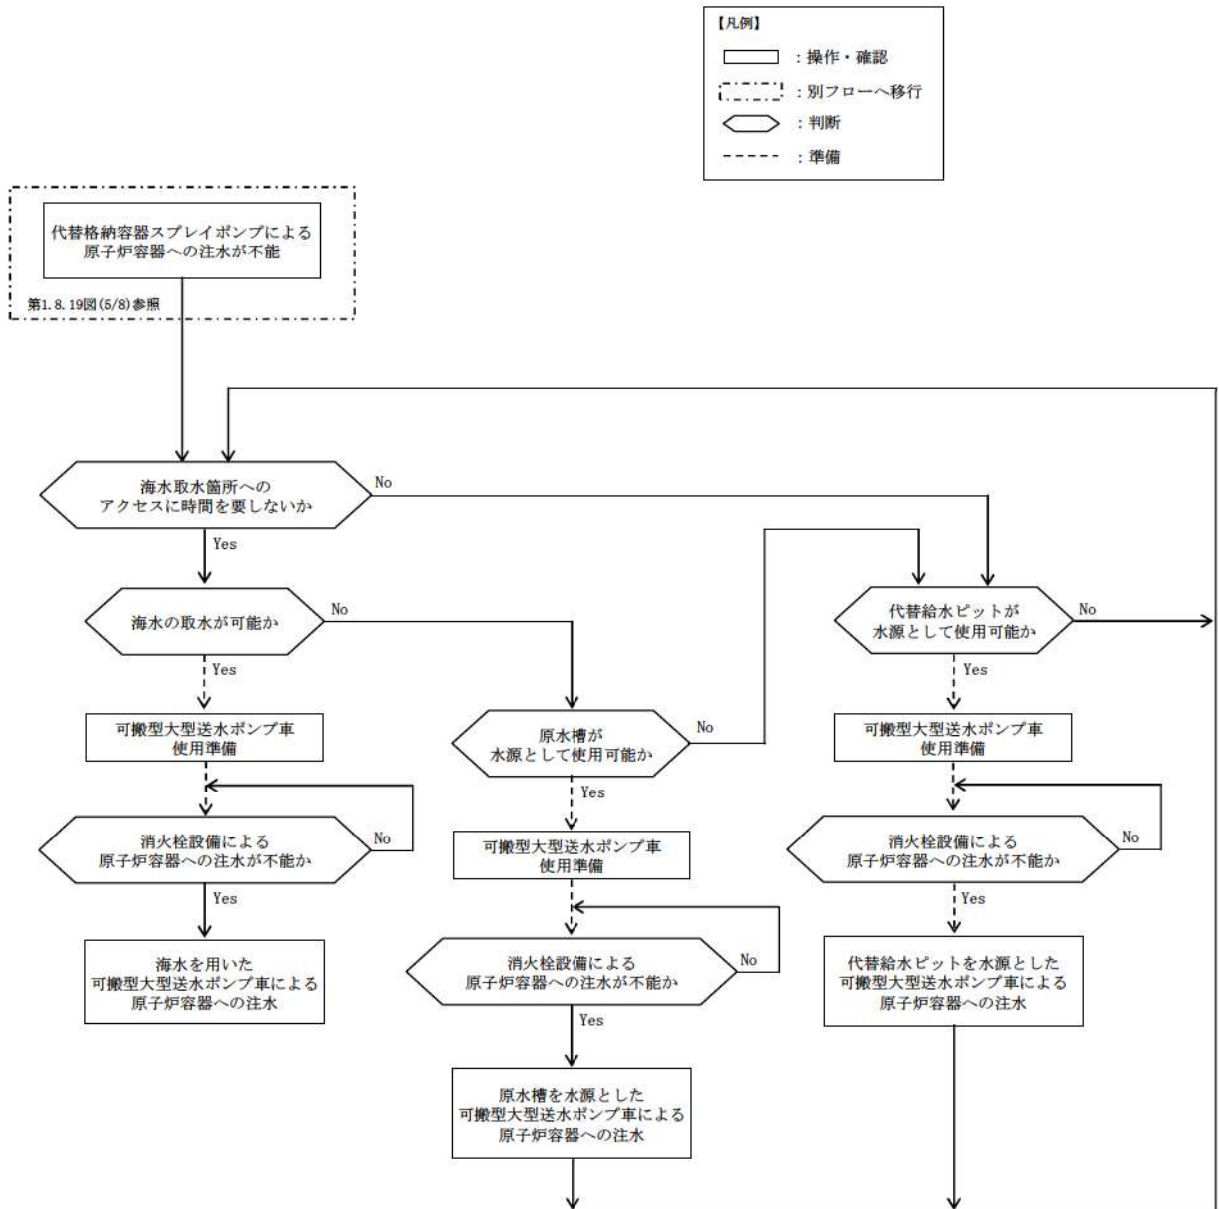 【凡例】
：操作・確認
：別フローへ移行
：判断
：準備
代替格納容器スプレイポンプによる
原子炉容器への注水が不能
第1.8.19図(5/8)参照
海水取水箇所への
アクセスに時間を要しないか
No
Yes
海水の取水が可能か
No
Yes
可搬型大型送水ポンプ車
使用準備
消火栓設備による
原子炉容器への注水が不能か
No
Yes
海水を用いた
可搬型大型送水ポンプ車による
原子炉容器への注水
原水槽が
水源として使用可能か
No
Yes
可搬型大型送水ポンプ車
使用準備
消火栓設備による
原子炉容器への注水が不能か
No
Yes
原水槽を水源とした
可搬型大型送水ポンプ車による
原子炉容器への注水
代替給水ピットが
水源として使用可能か
No
Yes
可搬型大型送水ポンプ車
使用準備
消火栓設備による
原子炉容器への注水が不能か
No
Yes
代替給水ピットを水源とした
可搬型大型送水ポンプ車による
原子炉容器への注水